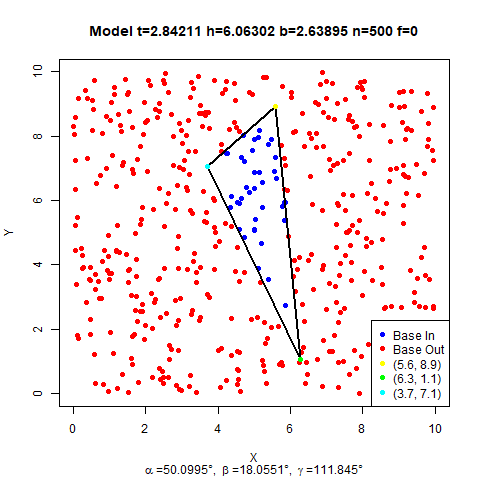 Model t=2.84211 h=6.06302 b=2.63895 n=500 f=0
10
8
6
4
2
0
Y
Base In
Base Out
(5.6, 8.9)
(6.3, 1.1)
(3.7, 7.1)
0 2 4 6 8 10
X
α=50.0995°, β=18.0551°, γ=111.845°